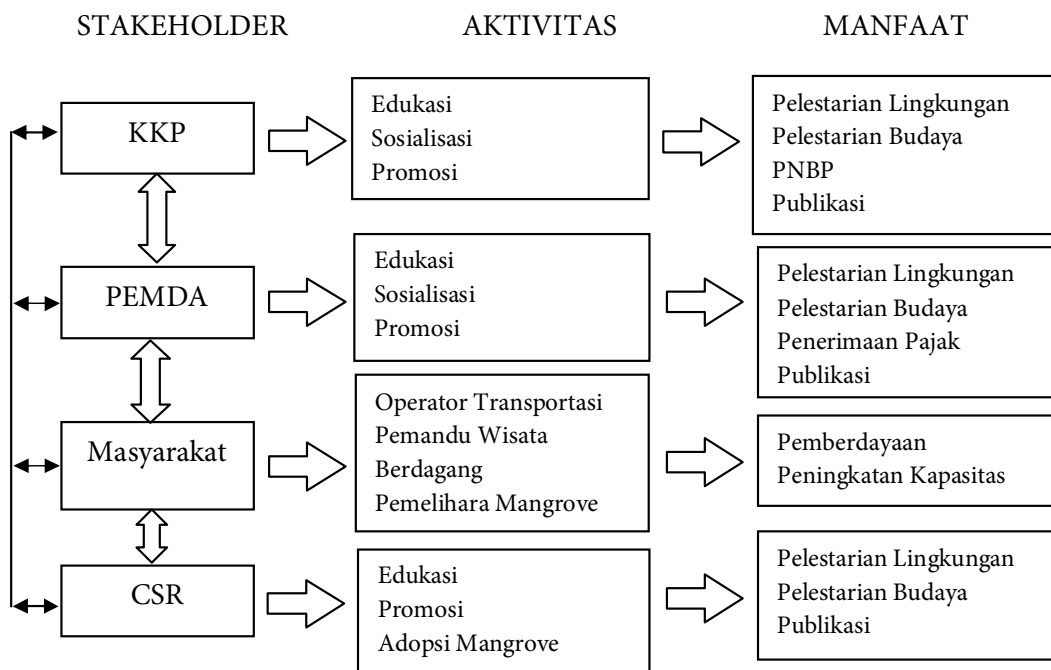 STAKEHOLDER
AKTIVITAS
MANFAAT
KKP
Edukasi
Sosialisasi
Promosi
Pelestarian Lingkungan
Pelestarian Budaya
PNBP
Publikasi
PEMDA
Edukasi
Sosialisasi
Promosi
Pelestarian Lingkungan
Pelestarian Budaya
Penerimaan Pajak
Publikasi
Masyarakat
Operator Transportasi
Pemandu Wisata
Berdagang
Pemelihara Mangrove
Pemberdayaan
Peningkatan Kapasitas
CSR
Edukasi
Promosi
Adopsi Mangrove
Pelestarian Lingkungan
Pelestarian Budaya
Publikasi